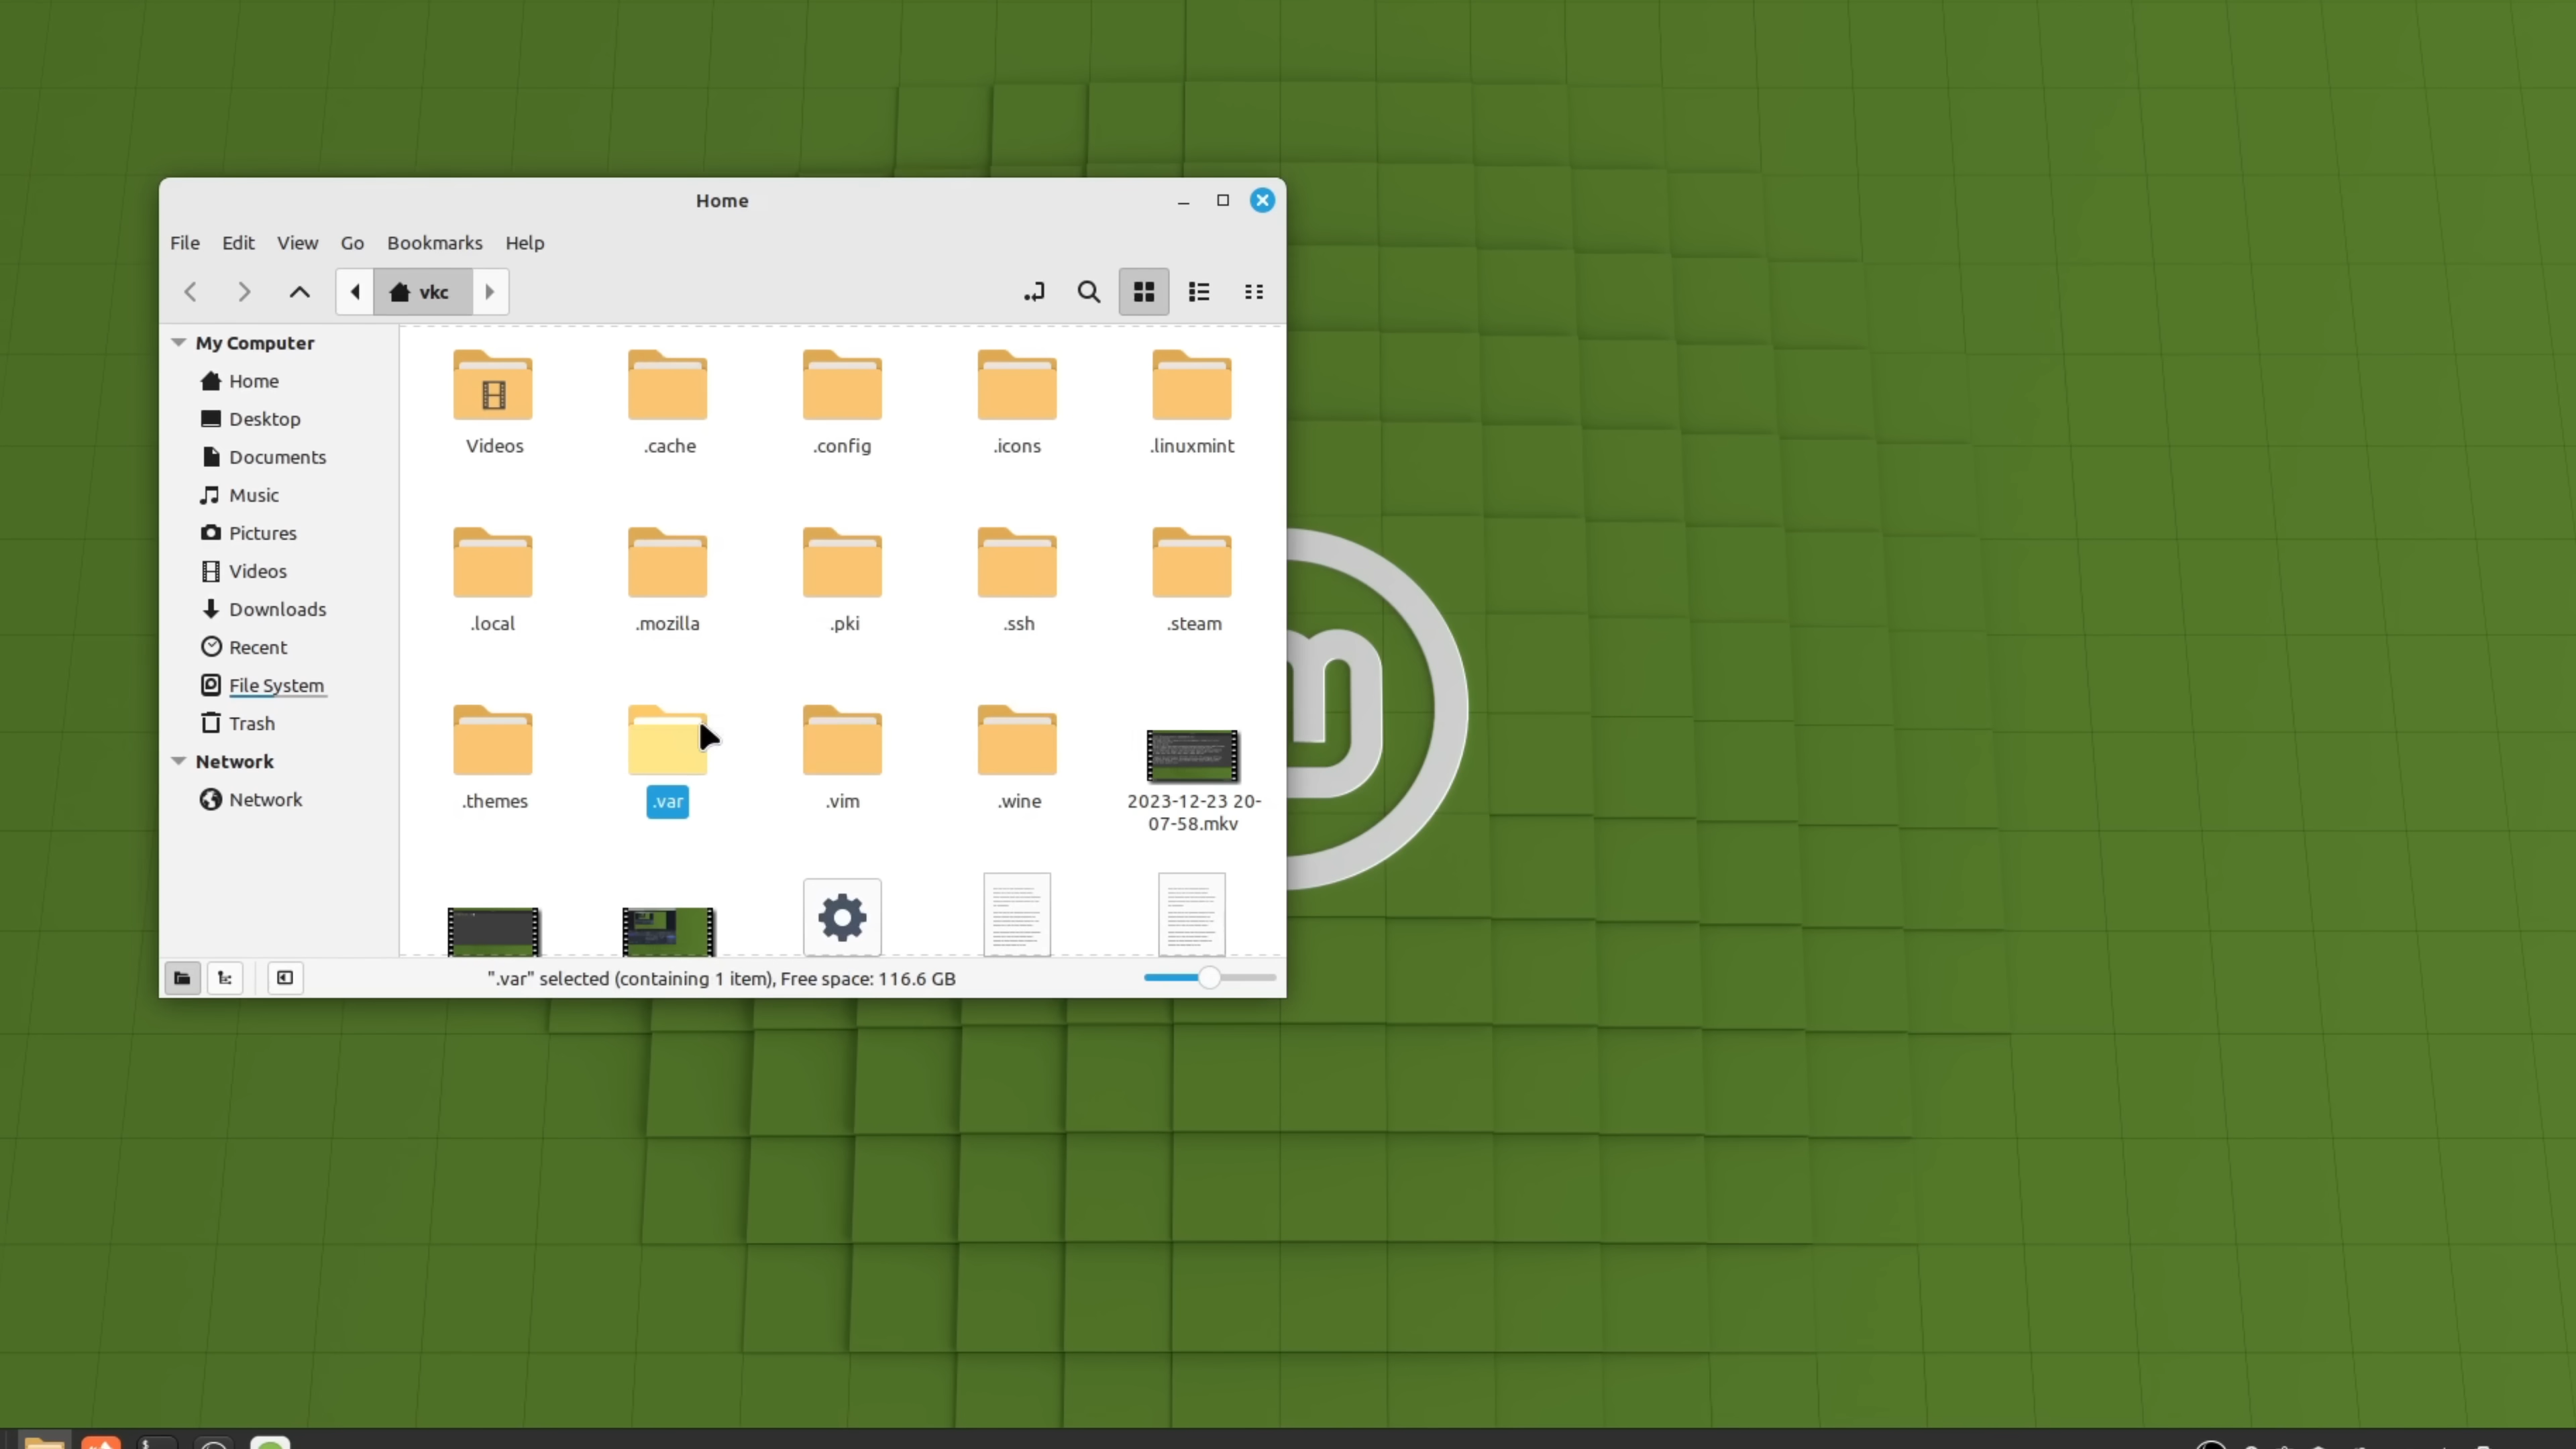 Home
File Edit View Go Bookmarks Help
vkc
My Computer
Home
Desktop
Documents
Music
Pictures
Videos
Downloads
Recent
File System
Trash
Network
Network
Videos .cache .config .icons .linuxmint
.local .mozilla .pki .ssh .steam
.themes .var .vim .wine 2023-12-23 20-
07-58.mkv
".var" selected (containing 1 item), Free space: 116.6 GB
m